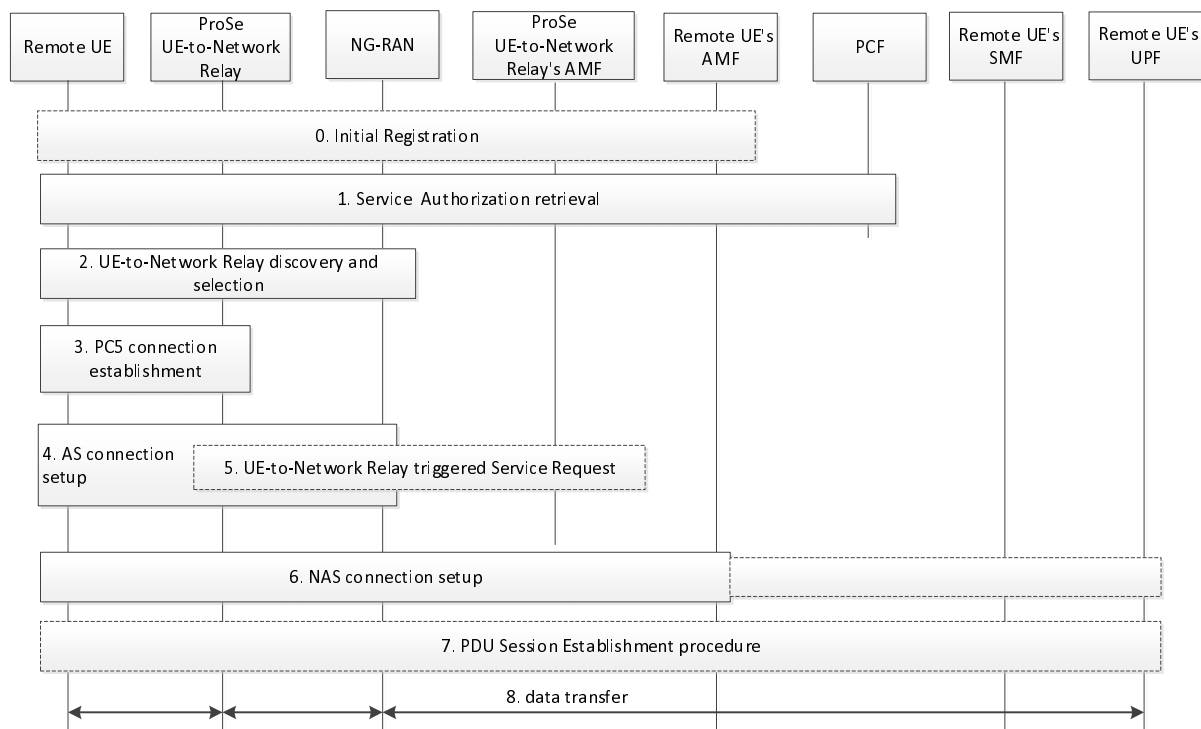 Remote UE
ProSe
UE-to-Network
Relay
NG-RAN
ProSe
UE-to-Network
Relay's AMF
Remote UE's
AMF
PCF
Remote UE's
SMF
Remote UE's
UPF
0. Initial Registration
1. Service Authorization retrieval
2. UE-to-Network Relay discovery and
selection
3. PC5 connection
establishment
4. AS connection
setup
5. UE-to-Network Relay triggered Service Request
6. NAS connection setup
7. PDU Session Establishment procedure
8. data transfer